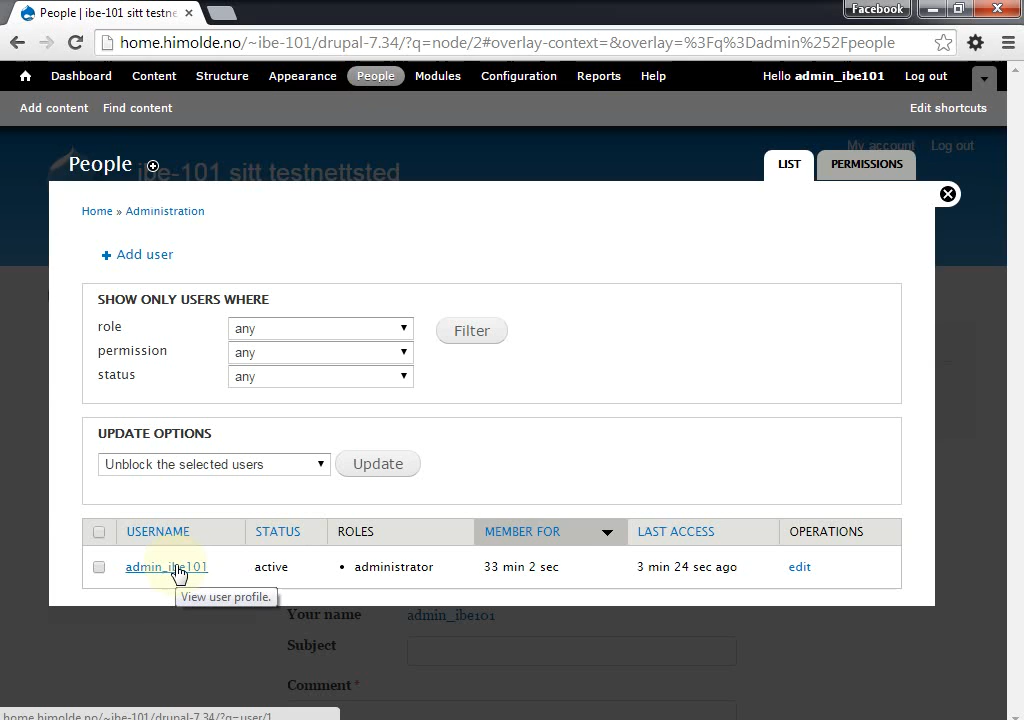 People | ibe-101 sitt testne
Facebook
home.himolde.no/~ibe-101/drupal-7.34/?q=node/2#overlay-context=&overlay=%3Fq%3Dadmin%252Fpeople
Dashboard Content Structure Appearance People Modules Configuration Reports Help Hello admin_ibe101 Log out
Add content Find content Edit shortcuts
My account Log out
People
ibe-101 sitt testnettsted
LIST PERMISSIONS
Home » Administration
Add user
SHOW ONLY USERS WHERE
role any Filter
permission any
status any
UPDATE OPTIONS
Unblock the selected users Update
USERNAME STATUS ROLES MEMBER FOR LAST ACCESS OPERATIONS
admin_ibe101 active • administrator 33 min 2 sec 3 min 24 sec ago edit
View user profile.
Your name admin_ibe101
Subject
Comment *
home.himolde.no/~ibe-101/drupal-7.34/?q=user/1